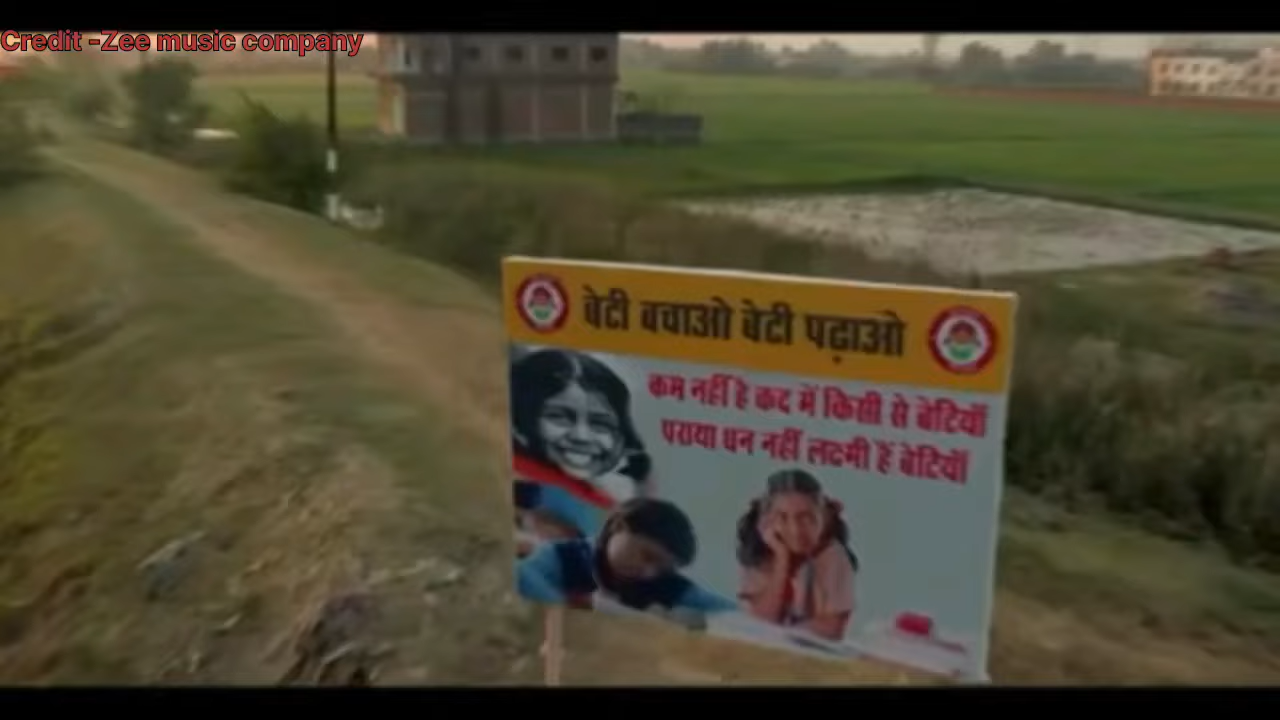 Credit -Zee music company
बेटी बचाओ बेटी पढ़ाओ
कम नहीं है कद में किसी से बेटियाँ
पराया धन नहीं लक्ष्मी हैं बेटियाँ